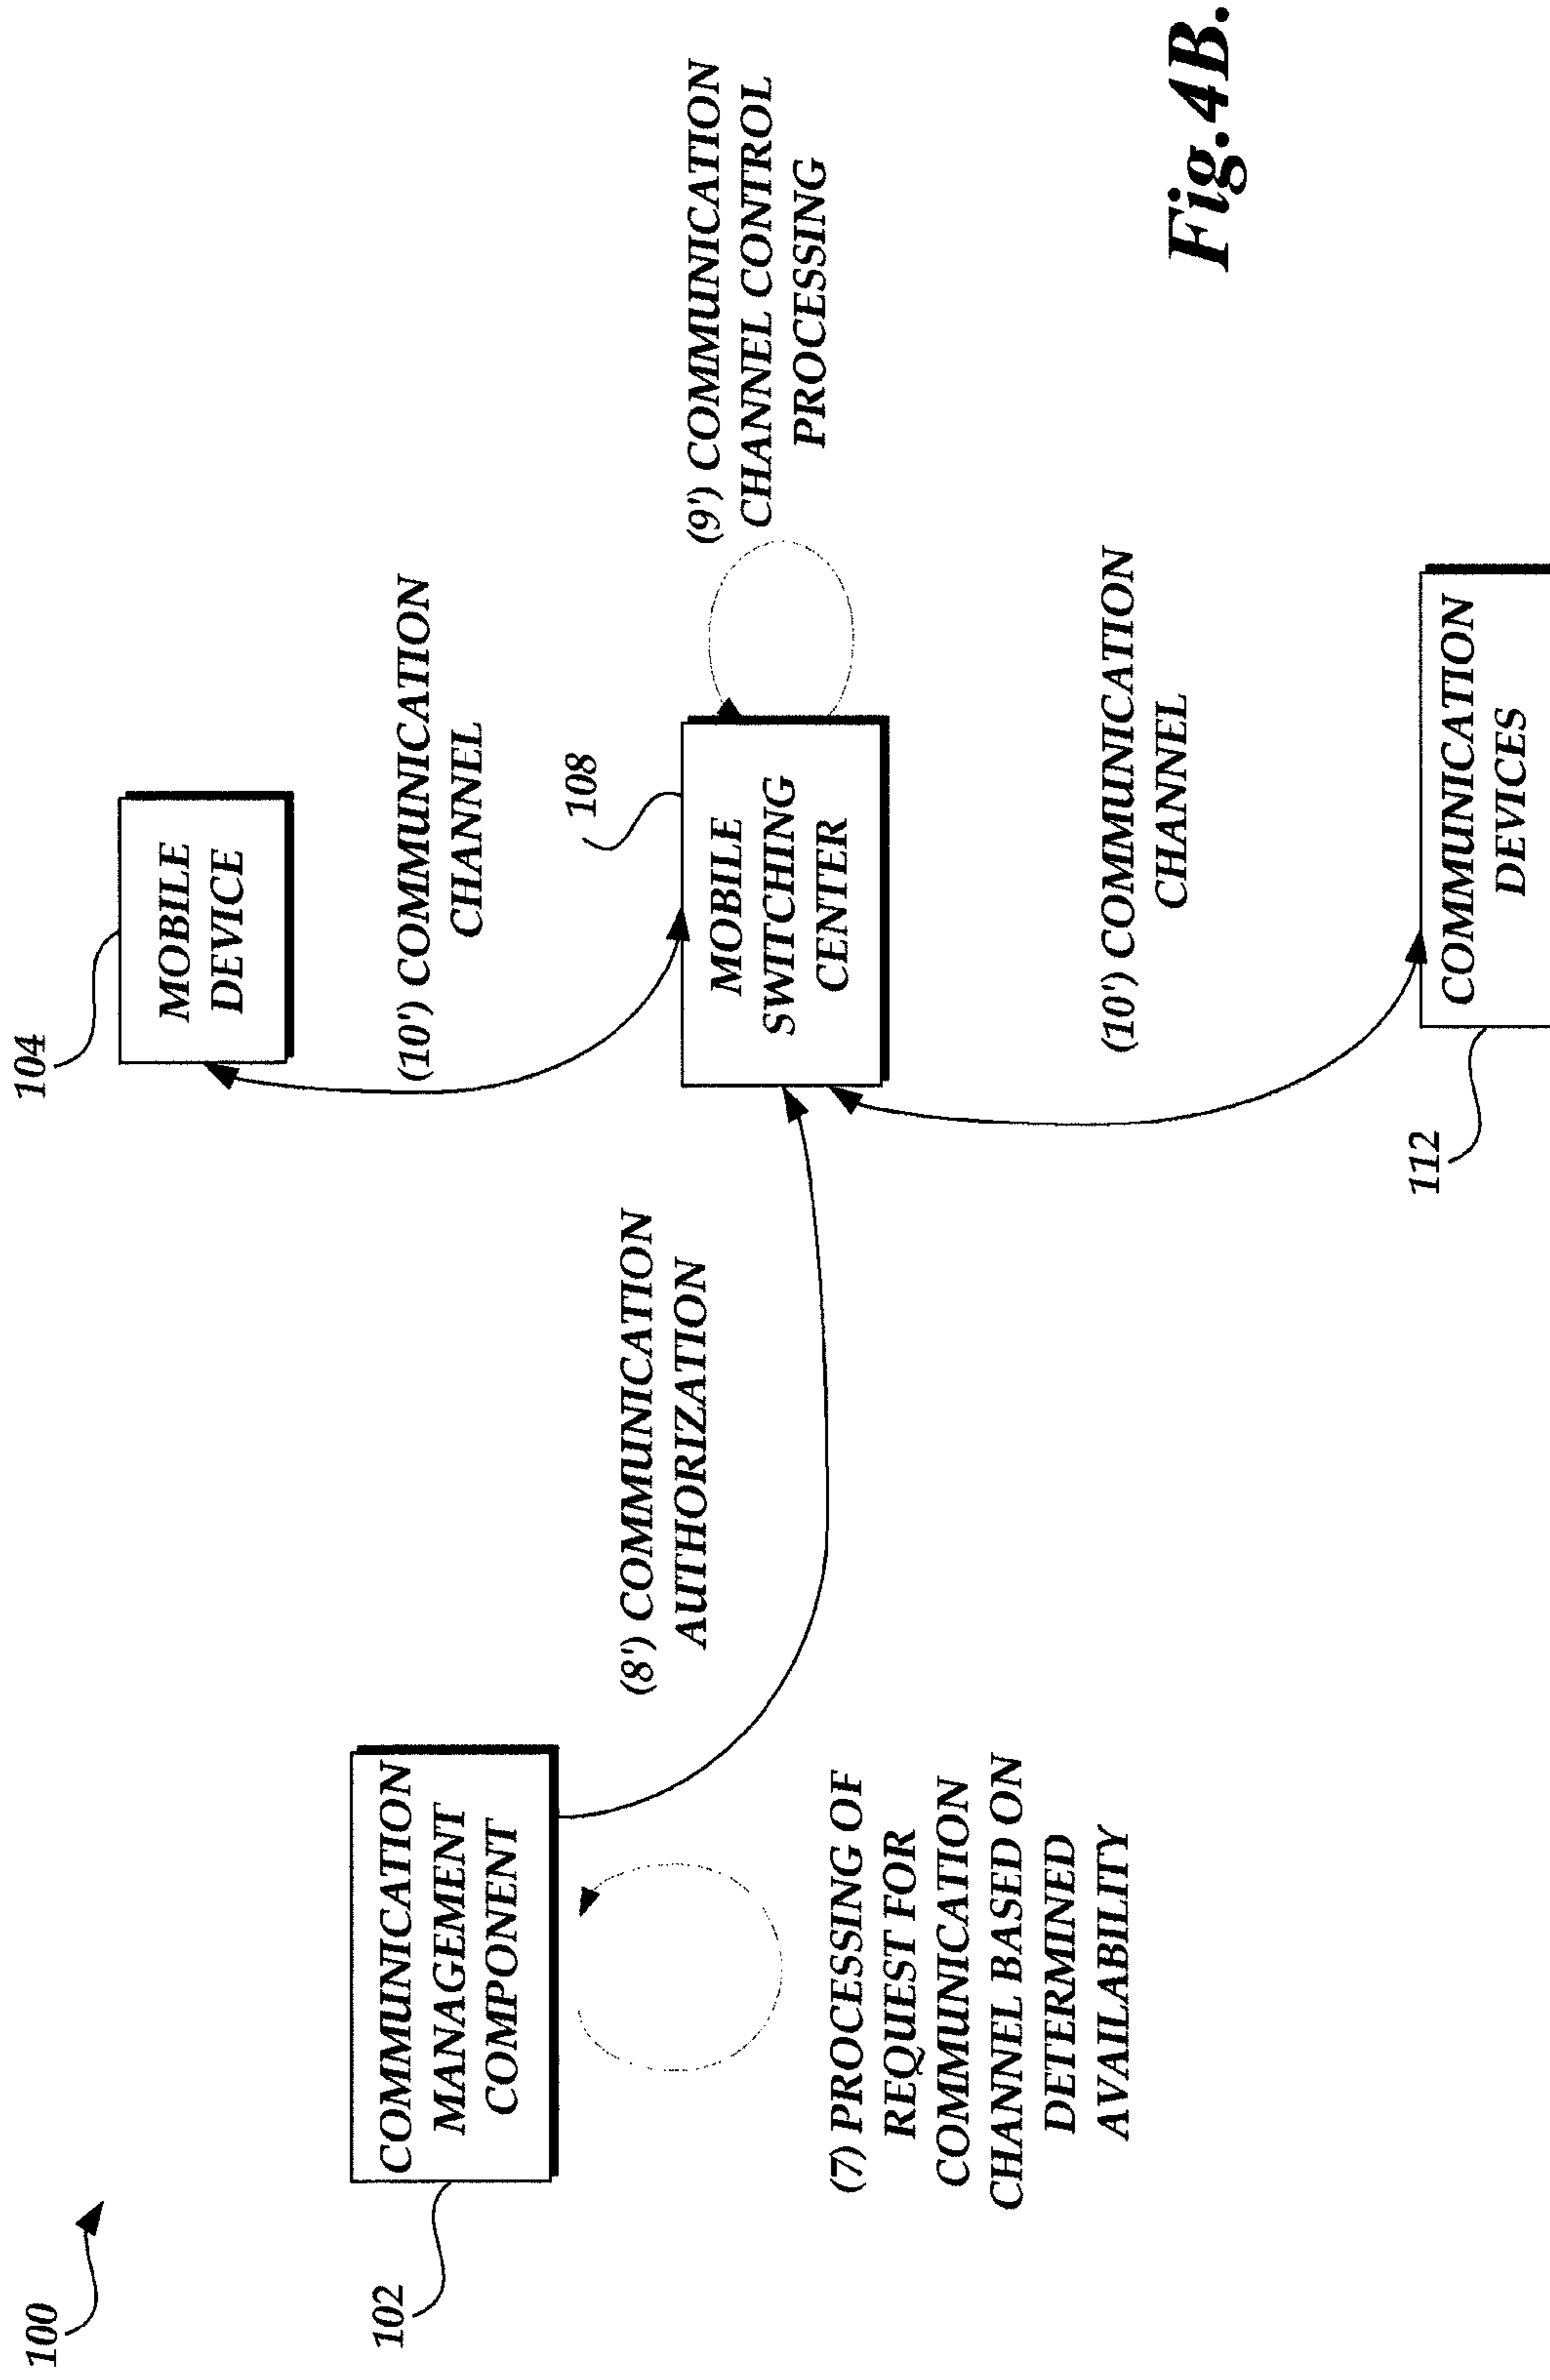 100
104
MOBILE
DEVICE
102
COMMUNICATION
MANAGEMENT
COMPONENT
(10') COMMUNICATION
CHANNEL
108
(8') COMMUNICATION
AUTHORIZATION
MOBILE
SWITCHING
CENTER
(9') COMMUNICATION
CHANNEL CONTROL
PROCESSING
(7) PROCESSING OF
REQUEST FOR
COMMUNICATION
CHANNEL BASED ON
DETERMINED
AVAILABILITY
(10') COMMUNICATION
CHANNEL
112
COMMUNICATION
DEVICES
Fig.4B.